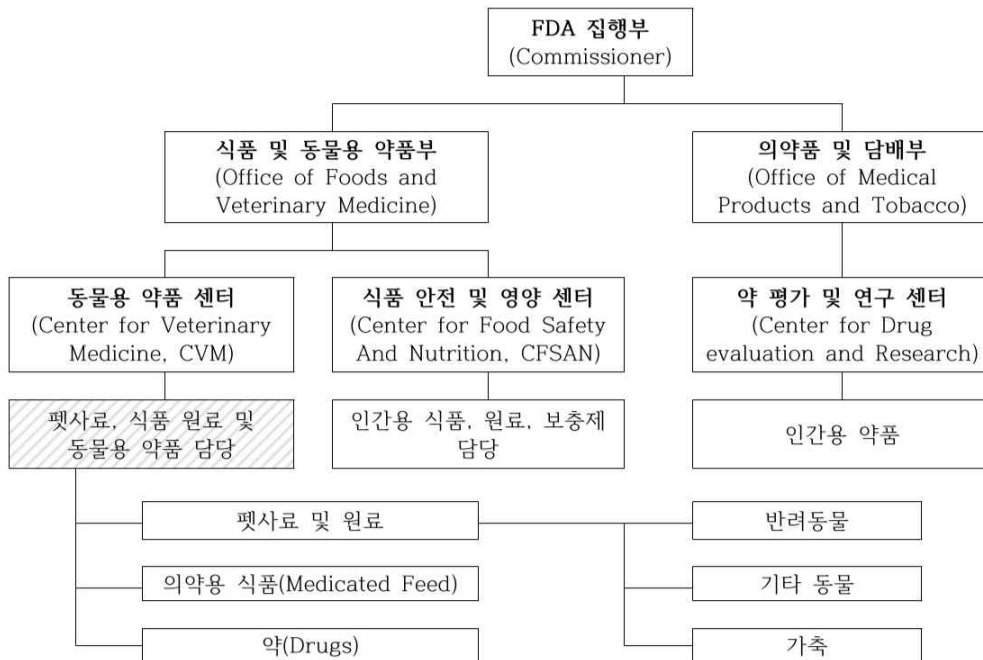 FDA 집행부
(Commissioner)
식품 및 동물용 약품부
(Office of Foods and
Veterinary Medicine)
의약품 및 담배부
(Office of Medical
Products and Tobacco)
동물용 약품 센터
(Center for Veterinary
Medicine, CVM)
식품 안전 및 영양 센터
(Center for Food Safety
And Nutrition, CFSAN)
약 평가 및 연구 센터
(Center for Drug
evaluation and Research)
펫사료, 식품 원료 및
동물용 약품 담당
인간용 식품, 원료, 보충제
담당
인간용 약품
펫사료 및 원료
반려동물
의약용 식품(Medicated Feed)
기타 동물
약(Drugs)
가축